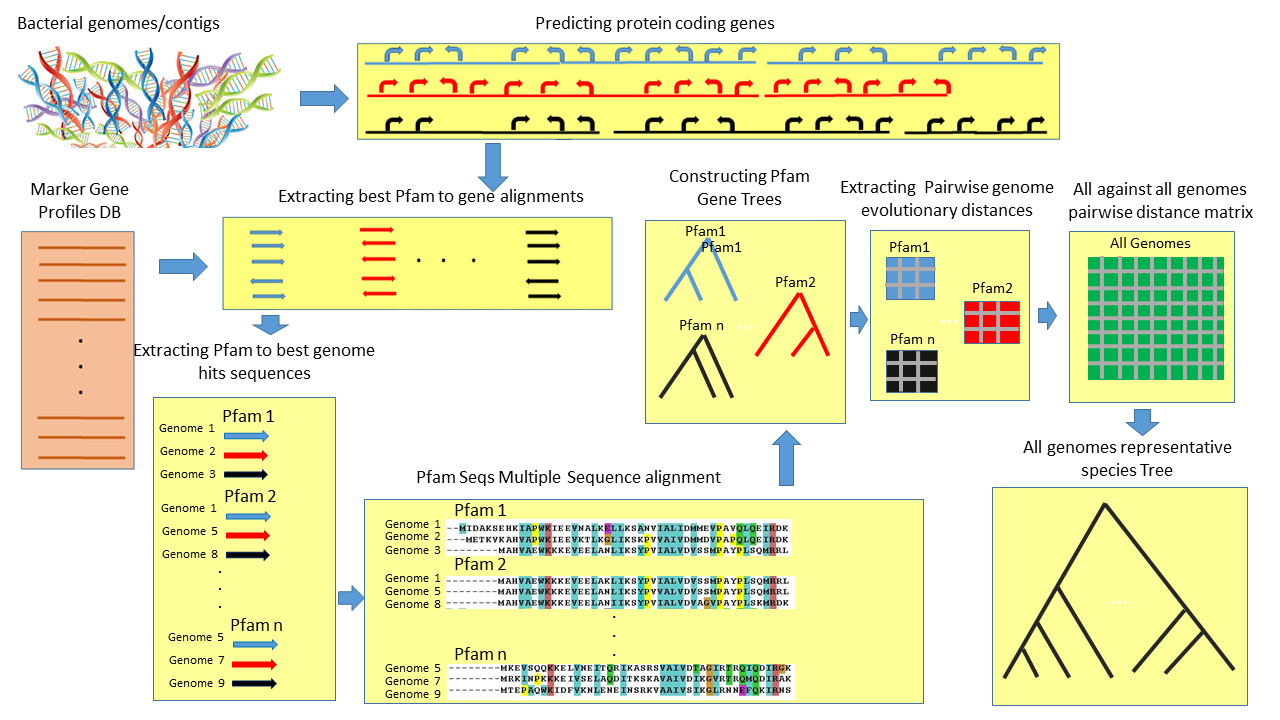 Bacterial genomes/contigs
Predicting protein coding genes
Marker Gene
Profiles DB
Extracting best Pfam to gene alignments
Constructing Pfam
Gene Trees
Extracting Pairwise genome
evolutionary distances
All against all genomes
pairwise distance matrix
Pfam1
Pfam1
Pfam2
Pfam n
...
Pfam1
Pfam2
...
Pfam n
All Genomes
Extracting Pfam to best genome
hits sequences
Pfam 1
Genome 1
Genome 2
Genome 3
Pfam 2
Genome 1
Genome 5
Genome 8
Pfam n
Genome 5
Genome 7
Genome 9
Pfam Seqs Multiple Sequence alignment
Pfam 1
Genome 1 --MIDAKSEHKIAPWKIEEVNALKELLKSANVIALIDMMEVPAVQLQEIRDK
Genome 2 ---METKVKAHVAPWKIEEVKTLKGLIKSKPVVAIVDMMDVPAPQLQEIRDK
Genome 3 --------MAHVAEWKKKEVEELANLIKSYPVIALVDVSSMPAYPLSQMRRL
Pfam 2
Genome 1 --------MAHVAEWKKKEVEELAKLIKSYPVIALVDVSSMPAYPLSQMRRL
Genome 5 --------MAHVAEWKKKEVEELANLIKSYPVIALVDVSSMPAYPLSQMRRL
Genome 8 --------MAHVAEWKKKEVEELANIIKSYPVIALVDVAGVPAYPLSKMRDK
Pfam n
Genome 5 --------MKEVSQQKKELVNEITQRIKASRSVAIVDTAGIRTRQIQDIRGK
Genome 7 --------MRKINPKKKEIVSELAQDITKSKAVAIVDIKGVRTRQMQDIRAK
Genome 9 --------MTEPAQWKIDFVKNLENEINSRKVAAIVSIKGLRNNEFQKIRNS
All genomes representative
species Tree
...